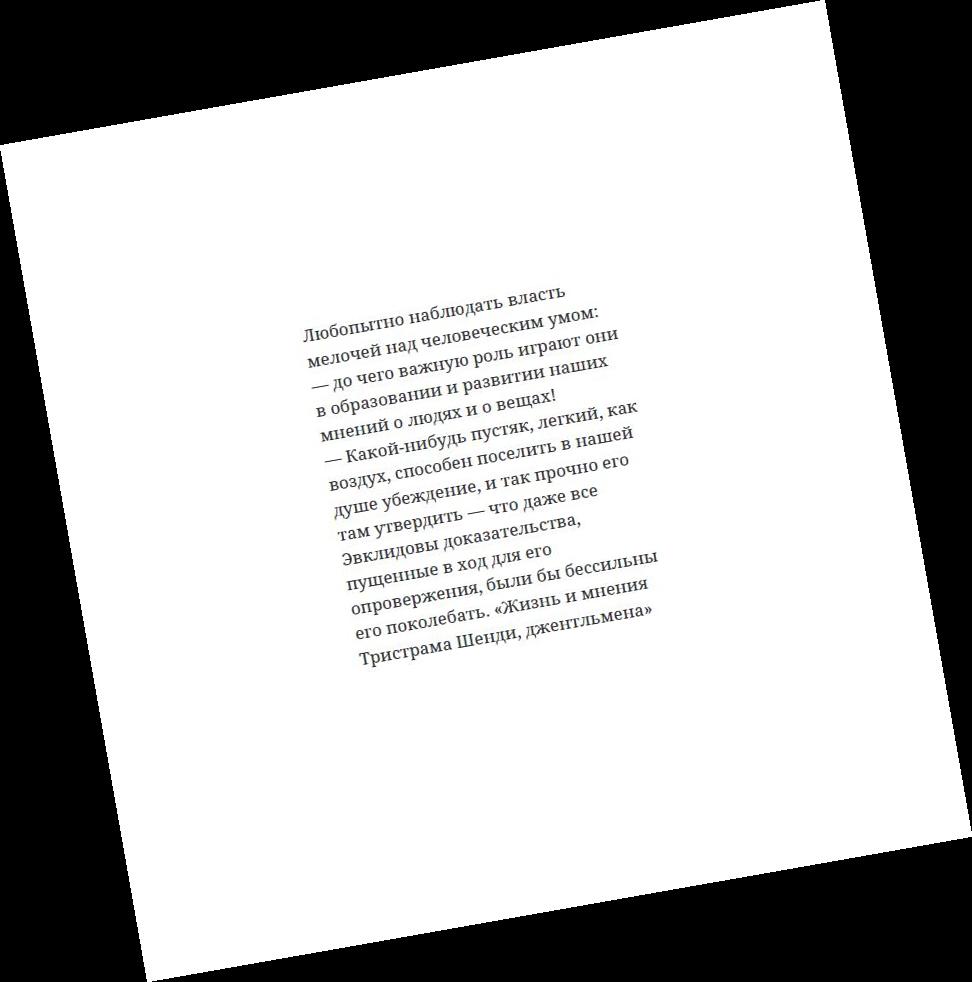 Любопытно наблюдать власть
мелочей над человеческим умом:
— до чего важную роль играют они
в образовании и развитии наших
мнений о людях и о вещах!
— Какой-нибудь пустяк, легкий, как
воздух, способен поселить в нашей
душе убеждение, и так прочно его
там утвердить — что даже все
Эвклидовы доказательства,
пущенные в ход для его
опровержения, были бы бессильны
его поколебать. «Жизнь и мнения
Тристрама Шенди, джентльмена»